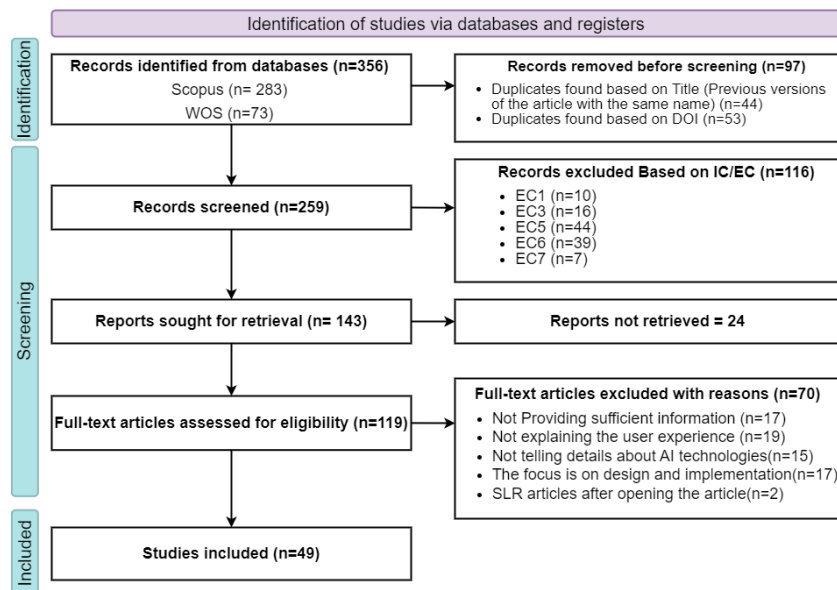 Identification of studies via databases and registers
Identification
Records identified from databases (n=356)
Scopus (n= 283)
WOS (n=73)
Records removed before screening (n=97)
• Duplicates found based on Title (Previous versions
of the article with the same name) (n=44)
• Duplicates found based on DOI (n=53)
Screening
Records screened (n=259)
Records excluded Based on IC/EC (n=116)
• EC1 (n=10)
• EC3 (n=16)
• EC5 (n=44)
• EC6 (n=39)
• EC7 (n=7)
Reports sought for retrieval (n= 143)
Reports not retrieved = 24
Full-text articles assessed for eligibility (n=119)
Full-text articles excluded with reasons (n=70)
• Not Providing sufficient information (n=17)
• Not explaining the user experience (n=19)
• Not telling details about AI technologies(n=15)
• The focus is on design and implementation(n=17)
• SLR articles after opening the article(n=2)
Included
Studies included (n=49)